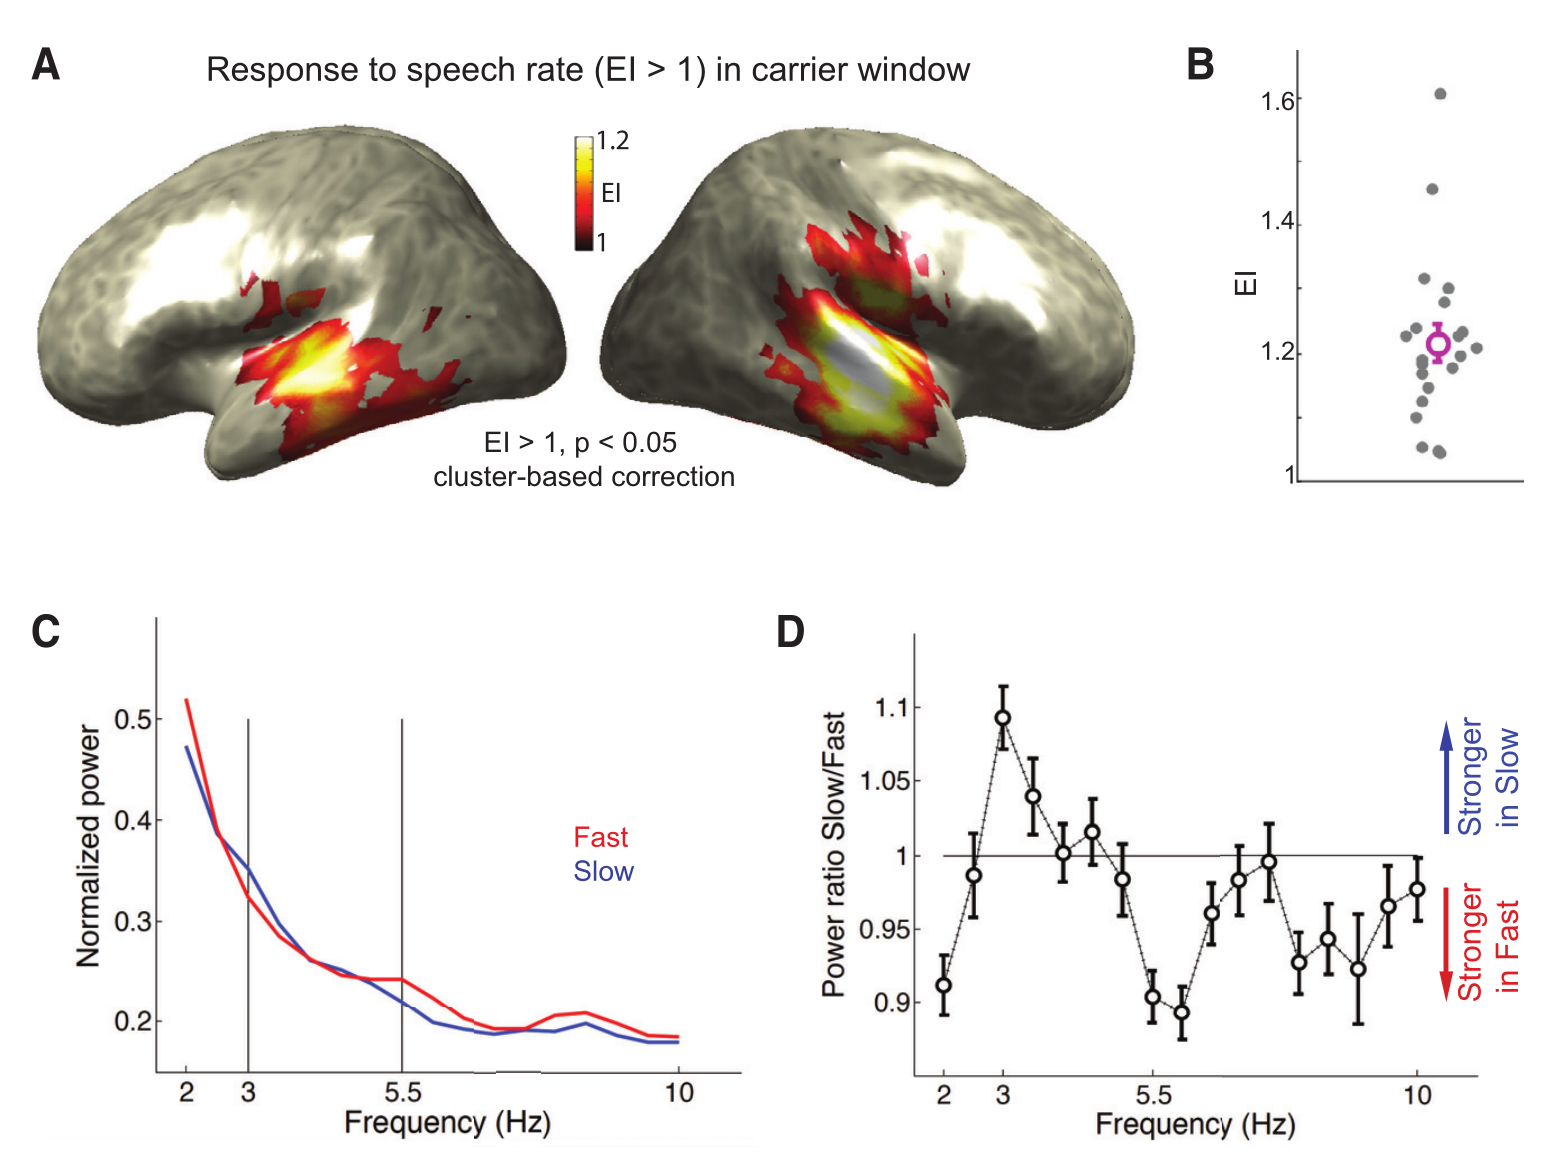 A
Response to speech rate (EI > 1) in carrier window
1.2
EI
1
EI > 1, p < 0.05
cluster-based correction
B
1.6
1.4
1.2
1
EI
C
Normalized power
0.5
0.4
0.3
0.2
Fast
Slow
2
3
5.5
10
Frequency (Hz)
D
Power ratio Slow/Fast
1.1
1.05
1
0.95
0.9
Stronger
in Slow
Stronger
in Fast
2
3
5.5
10
Frequency (Hz)